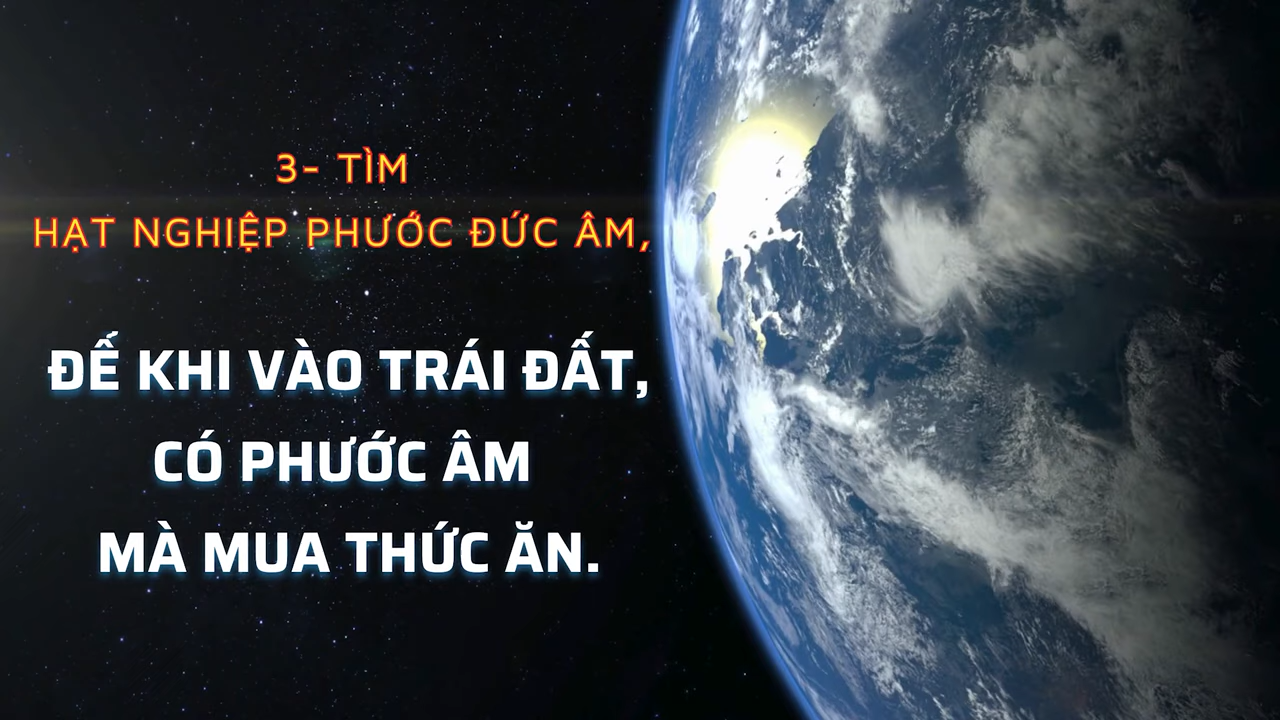 3- TÌM
HẠT NGHIỆP PHƯỚC ĐỨC ÂM,
ĐẾ KHI VÀO TRÁI ĐẤT,
CÓ PHƯỚC ÂM
MÀ MUA THỨC ĂN.